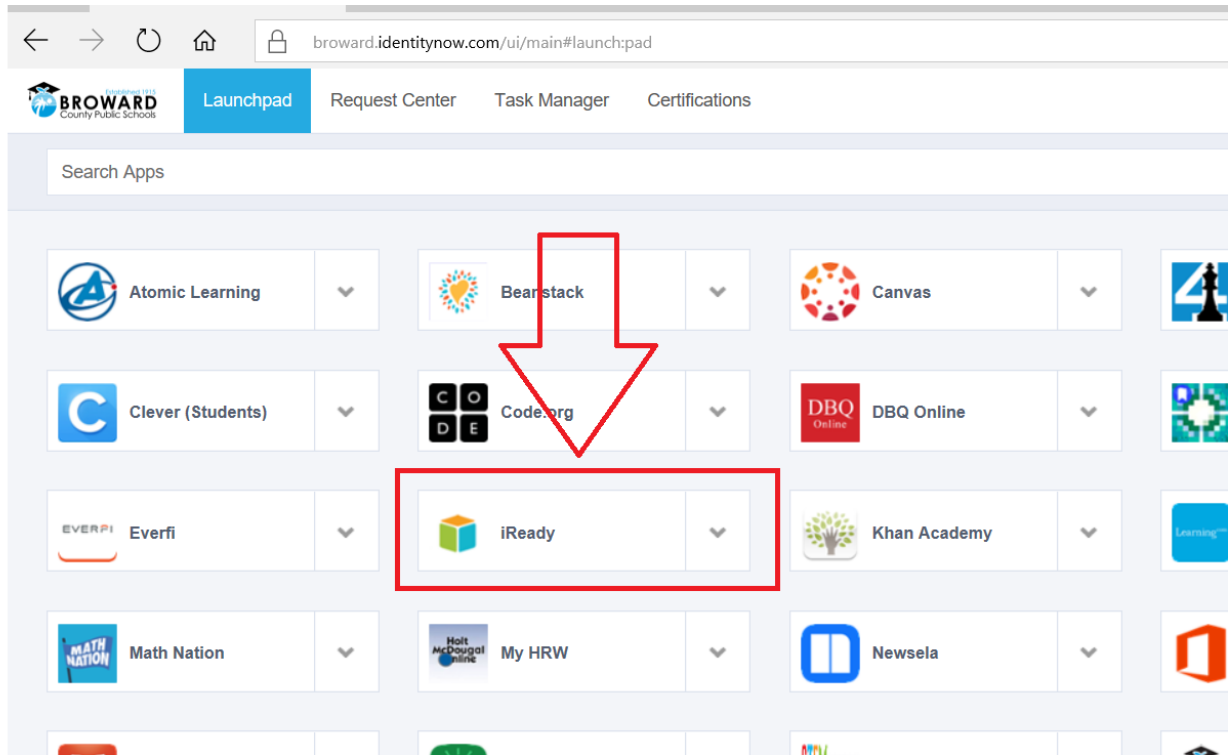 broward.identitynow.com/ui/main#launch:pad
Established 1915
BROWARD
County Public Schools
Launchpad Request Center Task Manager Certifications
Search Apps
Atomic Learning
Beanstack
Canvas
Clever (Students)
CODE
Code.org
DBQ
Online
DBQ Online
EVERFI
Everfi
iReady
Khan Academy
Learning
MATH
NATION
Math Nation
Holt
McDougal
Online
My HRW
Newsela